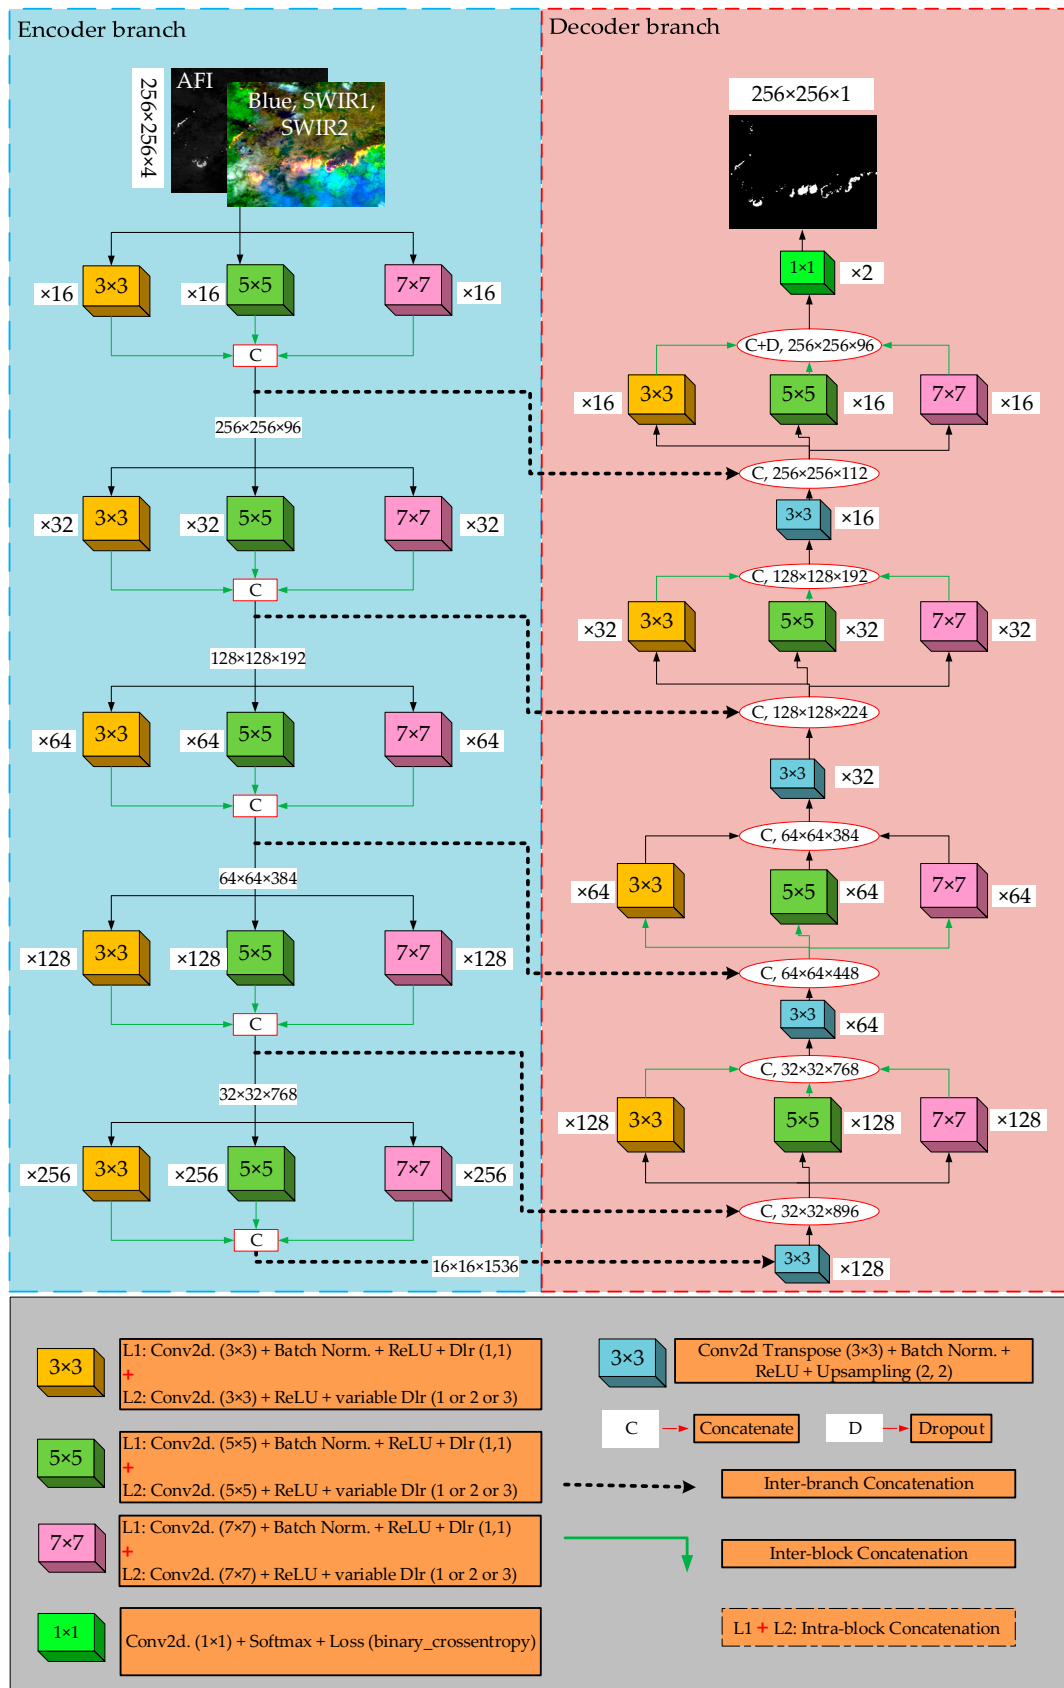 Encoder branch
256×256×4
AFI
Blue, SWIR1,
SWIR2
×16
3×3
×16
5×5
7×7
×16
C
256×256×96
×32
3×3
×32
5×5
7×7
×32
C
128×128×192
×64
3×3
×64
5×5
7×7
×64
C
64×64×384
×128
3×3
×128
5×5
7×7
×128
C
32×32×768
×256
3×3
×256
5×5
7×7
×256
C
16×16×1536
Decoder branch
256×256×1
1×1
×2
C+D, 256×256×96
×16
3×3
5×5
×16
7×7
×16
C, 256×256×112
3×3
×16
C, 128×128×192
×32
3×3
5×5
×32
7×7
×32
C, 128×128×224
3×3
×32
C, 64×64×384
×64
3×3
5×5
×64
7×7
×64
C, 64×64×448
3×3
×64
C, 32×32×768
×128
3×3
5×5
×128
7×7
×128
C, 32×32×896
3×3
×128
3×3
L1: Conv2d. (3×3) + Batch Norm. + ReLU + Dlr (1,1)
+
L2: Conv2d. (3×3) + ReLU + variable Dlr (1 or 2 or 3)
5×5
L1: Conv2d. (5×5) + Batch Norm. + ReLU + Dlr (1,1)
+
L2: Conv2d. (5×5) + ReLU + variable Dlr (1 or 2 or 3)
7×7
L1: Conv2d. (7×7) + Batch Norm. + ReLU + Dlr (1,1)
+
L2: Conv2d. (7×7) + ReLU + variable Dlr (1 or 2 or 3)
1×1
Conv2d. (1×1) + Softmax + Loss (binary_crossentropy)
3×3
Conv2d Transpose (3×3) + Batch Norm. +
ReLU + Upsampling (2, 2)
C
Concatenate
D
Dropout
Inter-branch Concatenation
Inter-block Concatenation
L1 + L2: Intra-block Concatenation